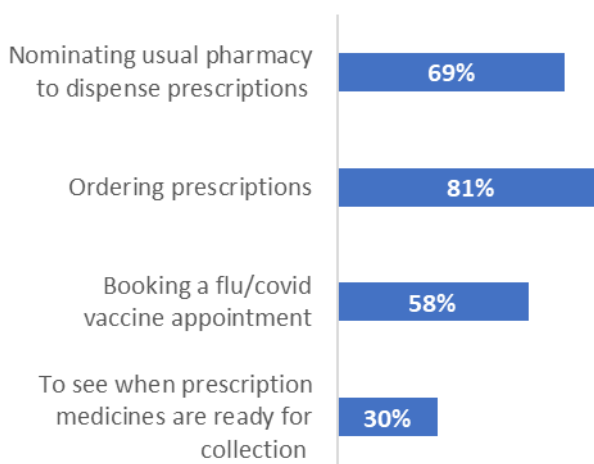 Nominating usual pharmacy
to dispense prescriptions
69%
Ordering prescriptions
81%
Booking a flu/covid
vaccine appointment
58%
To see when prescription
medicines are ready for
collection
30%